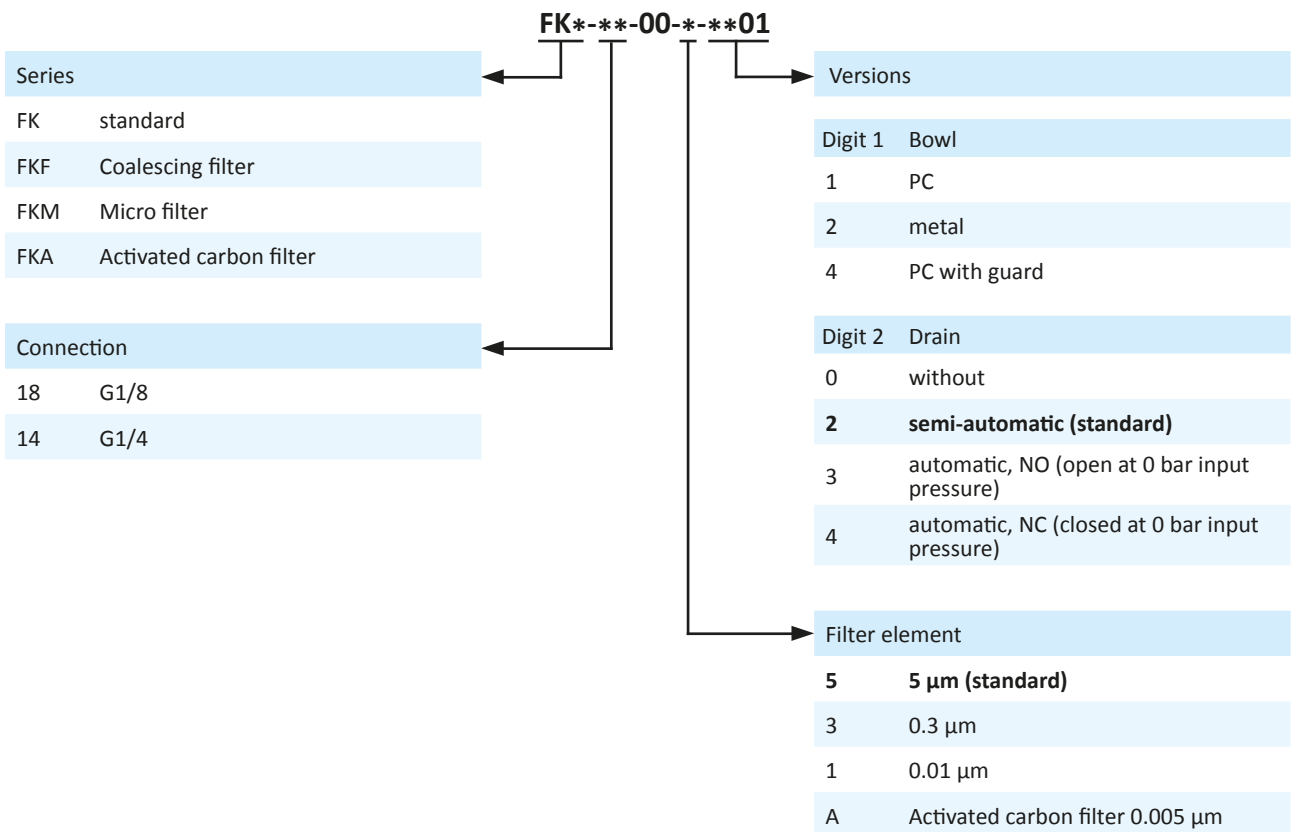 FK*-**-00-*-**01
Series
FK standard
FKF Coalescing filter
FKM Micro filter
FKA Activated carbon filter
Connection
18 G1/8
14 G1/4
Versions
Digit 1 Bowl
1 PC
2 metal
4 PC with guard
Digit 2 Drain
0 without
2 semi-automatic (standard)
3 automatic, NO (open at 0 bar input
pressure)
4 automatic, NC (closed at 0 bar input
pressure)
Filter element
5 5 µm (standard)
3 0.3 µm
1 0.01 µm
A Activated carbon filter 0.005 µm